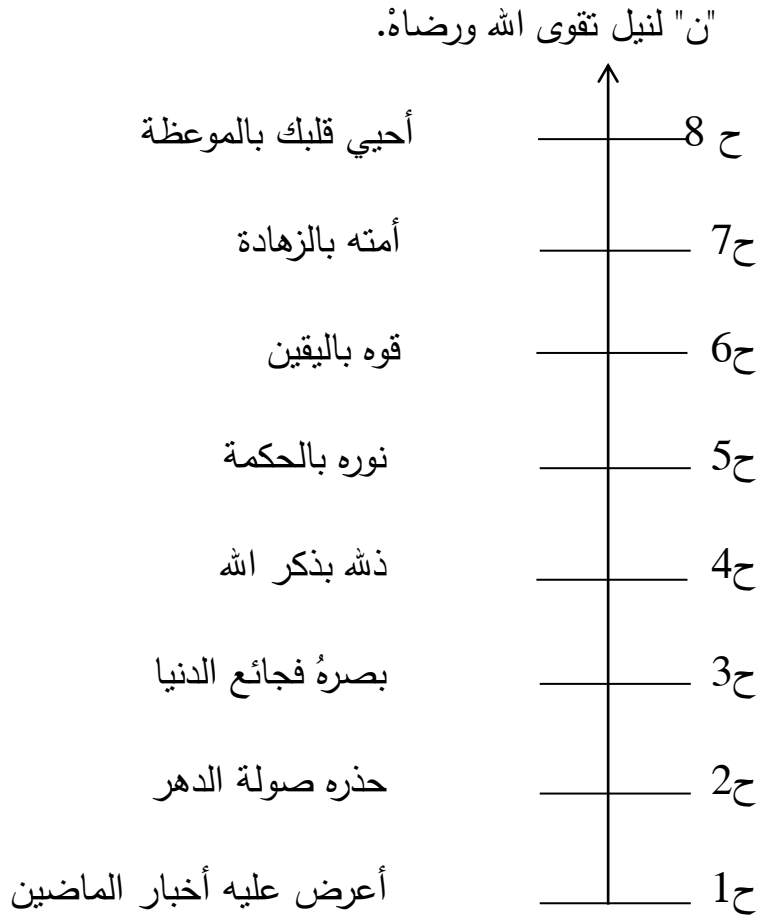 "ن" لنيل تقوى الله ورضاهْ.
ح 8 أحيي قلبك بالموعظة
ح7 أمته بالزهادة
ح6 قوه باليقين
ح5 نوره بالحكمة
ح4 ذلله بذكر الله
ح3 بصرهُ فجائع الدنيا
ح2 حذره صولة الدهر
ح1 أعرض عليه أخبار الماضين